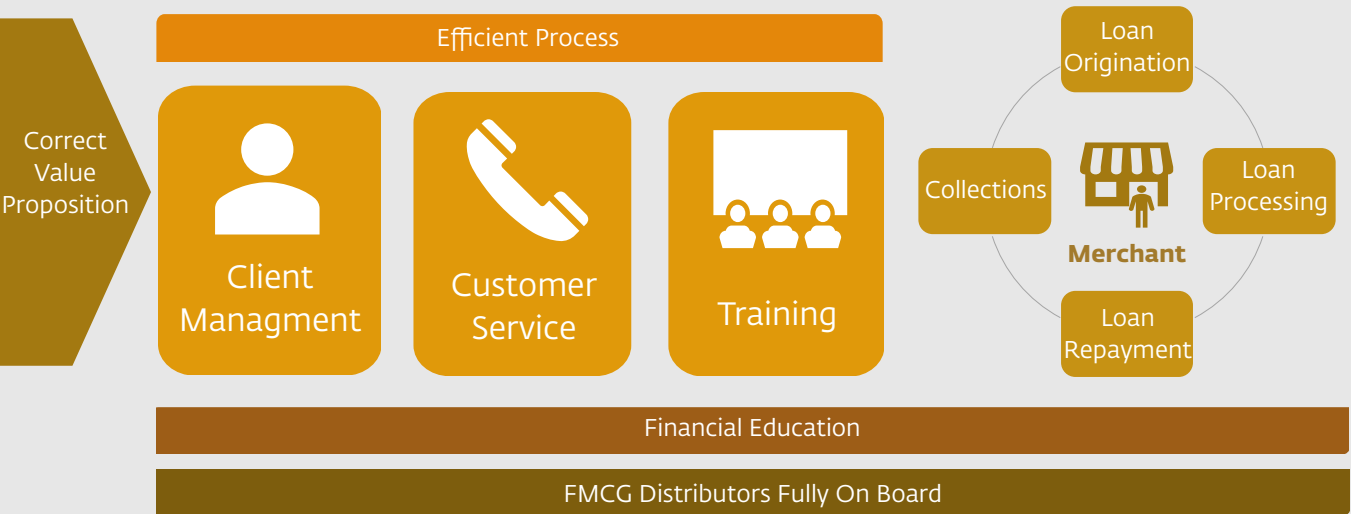 Correct
Value
Proposition
Efficient Process
Client
Managment
Customer
Service
Training
Loan
Origination
Collections
Merchant
Loan
Processing
Loan
Repayment
Financial Education
FMCG Distributors Fully On Board